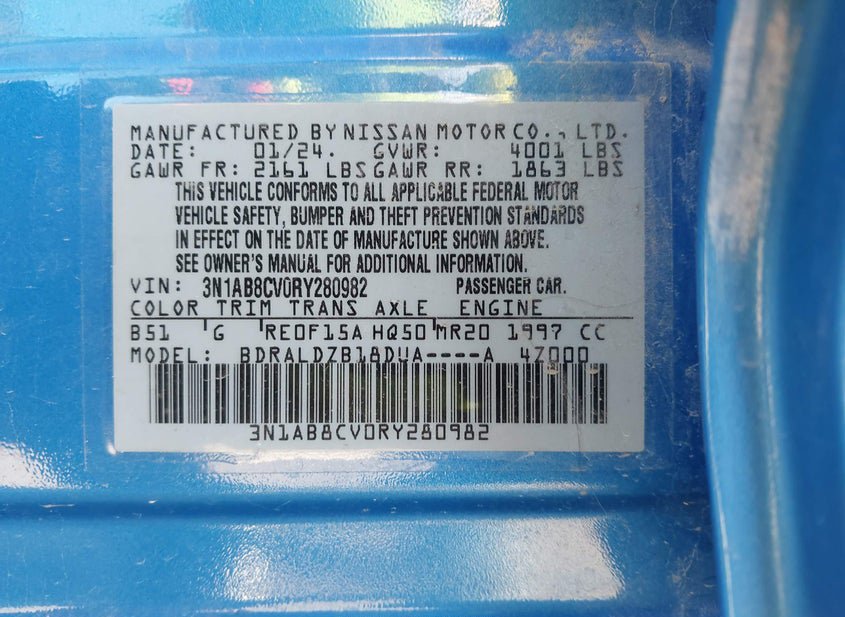 MANUFACTURED BY NISSAN MOTOR CO., LTD.
DATE: 01/24. GVWR: 4001 LBS
GAWR FR: 2161 LBS GAWR RR: 1863 LBS
THIS VEHICLE CONFORMS TO ALL APPLICABLE FEDERAL MOTOR
VEHICLE SAFETY, BUMPER AND THEFT PREVENTION STANDARDS
IN EFFECT ON THE DATE OF MANUFACTURE SHOWN ABOVE.
SEE OWNER'S MANUAL FOR ADDITIONAL INFORMATION.
VIN: 3N1AB8CV0RY280982 PASSENGER CAR.
COLOR TRIM TRANS AXLE ENGINE
B51 G RE0F15A HQ50 MR20 1997 CC
MODEL: BDRALDZB18DUA----A 4Z000
3N1AB8CV0RY280982